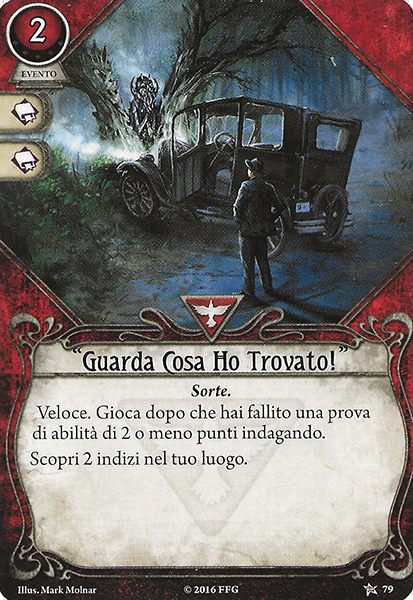 2
EVENTO
“Guarda Cosa Ho Trovato!”
Sorte.
Veloce. Gioca dopo che hai fallito una prova
di abilità di 2 o meno punti indagando.
Scopri 2 indizi nel tuo luogo.
Illus. Mark Molnar © 2016 FFG 79